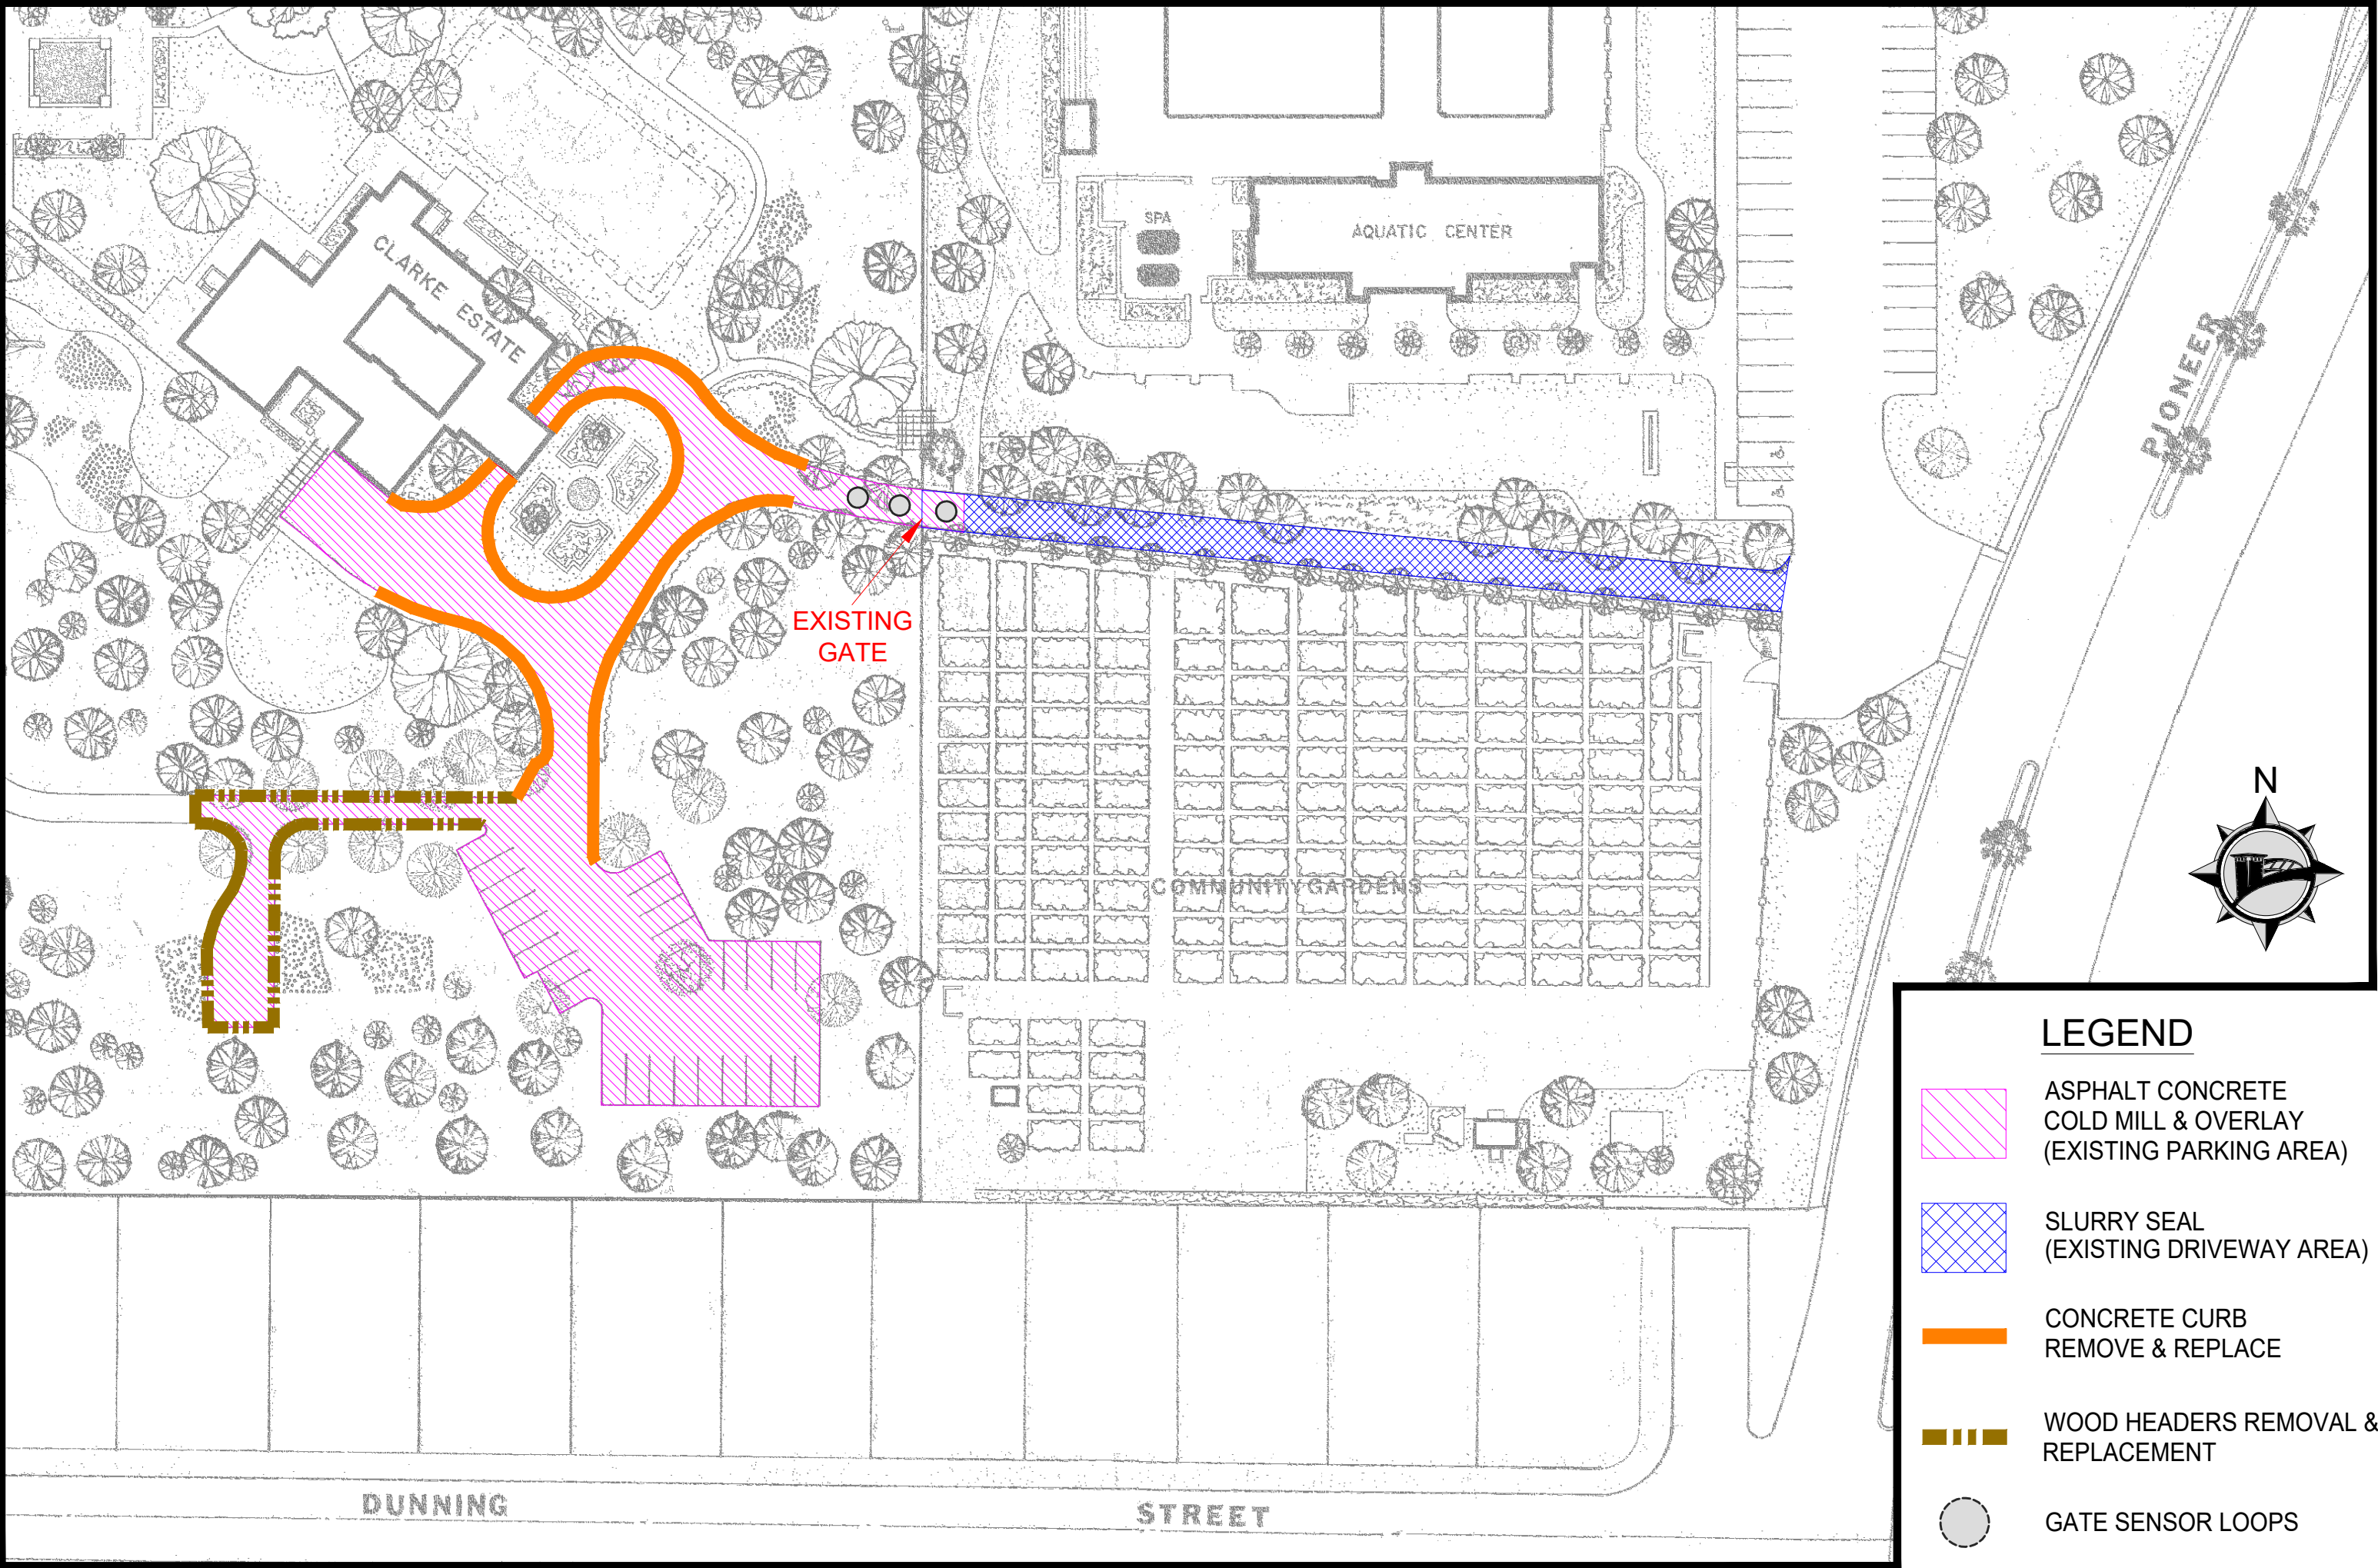 SPA
AQUATIC CENTER
CLARKE ESTATE
PIONEER
EXISTING
GATE
COMMUNITY GARDENS
N
LEGEND
ASPHALT CONCRETE
COLD MILL & OVERLAY
(EXISTING PARKING AREA)
SLURRY SEAL
(EXISTING DRIVEWAY AREA)
CONCRETE CURB
REMOVE & REPLACE
WOOD HEADERS REMOVAL &
REPLACEMENT
GATE SENSOR LOOPS
DUNNING STREET